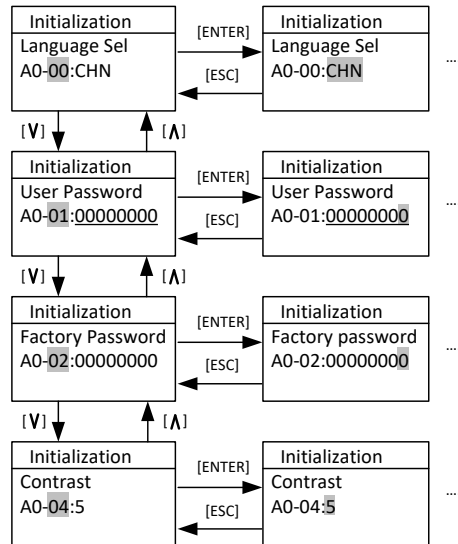 Initialization
Language Sel
A0-00:CHN
[ENTER]
[ESC]
Initialization
Language Sel
A0-00:CHN
...
[∨]
[∧]
Initialization
User Password
A0-01:00000000
[ENTER]
[ESC]
Initialization
User Password
A0-01:00000000
...
[∨]
[∧]
Initialization
Factory Password
A0-02:00000000
[ENTER]
[ESC]
Initialization
Factory password
A0-02:00000000
...
[∨]
[∧]
Initialization
Contrast
A0-04:5
[ENTER]
[ESC]
Initialization
Contrast
A0-04:5
...